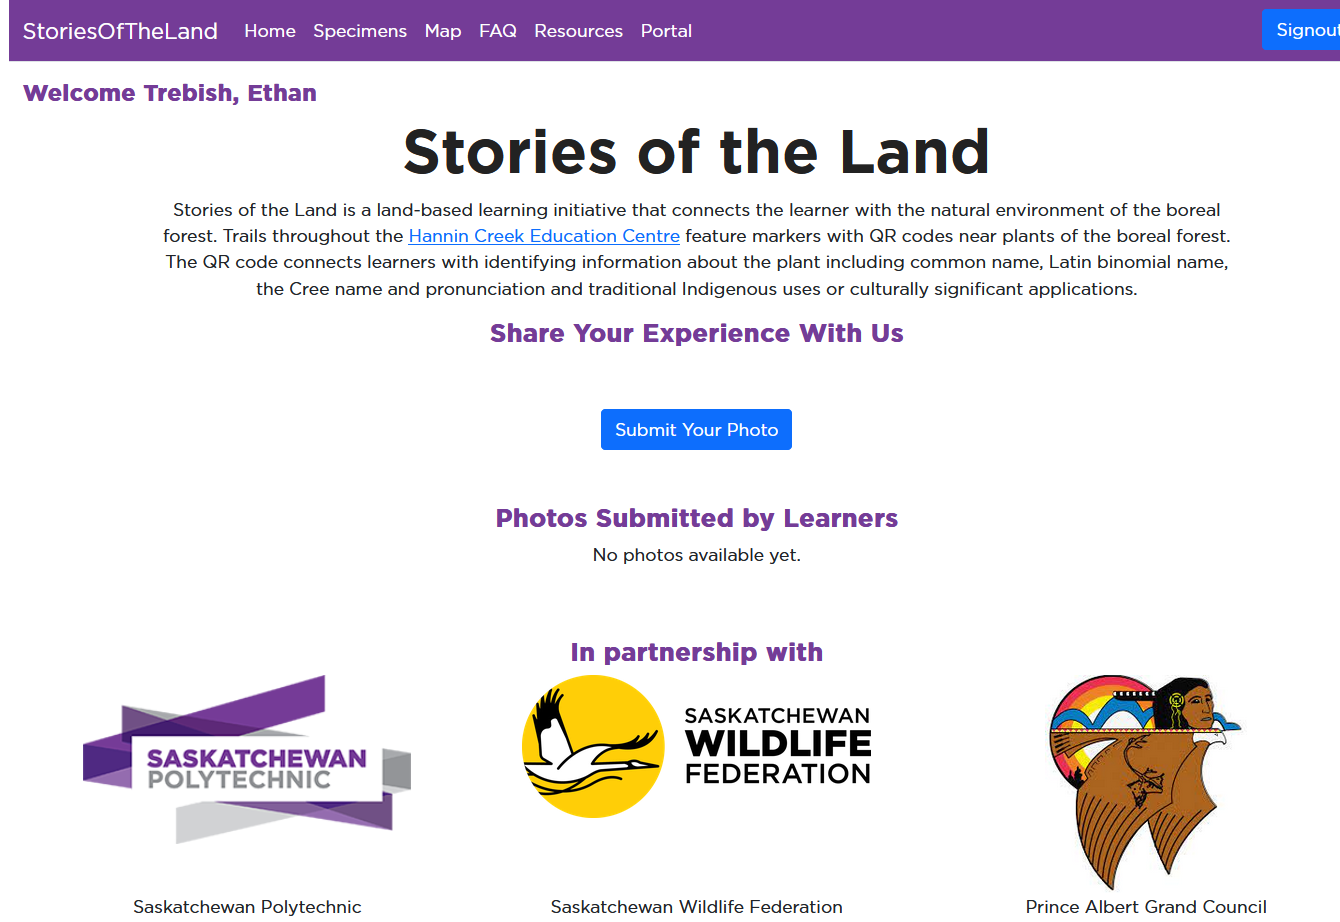 StoriesOfTheLand Home Specimens Map FAQ Resources Portal Signout
Welcome Trebish, Ethan
Stories of the Land
Stories of the Land is a land-based learning initiative that connects the learner with the natural environment of the boreal
forest. Trails throughout the Hannin Creek Education Centre feature markers with QR codes near plants of the boreal forest.
The QR code connects learners with identifying information about the plant including common name, Latin binomial name,
the Cree name and pronunciation and traditional Indigenous uses or culturally significant applications.
Share Your Experience With Us
Submit Your Photo
Photos Submitted by Learners
No photos available yet.
In partnership with
SASKATCHEWAN
POLYTECHNIC
SASKATCHEWAN
WILDLIFE
FEDERATION
Saskatchewan Polytechnic
Saskatchewan Wildlife Federation
Prince Albert Grand Council